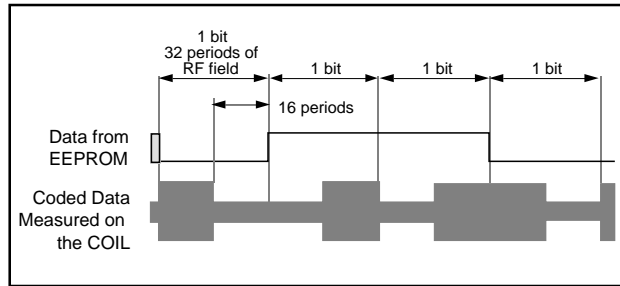 1 bit
32 periods of
RF field
1 bit
1 bit
1 bit
16 periods
Data from
EEPROM
Coded Data
Measured on
the COIL